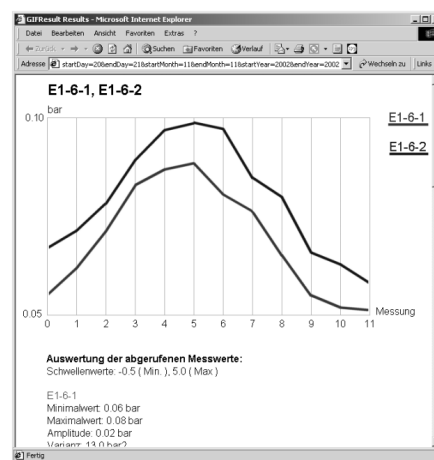 GIFResult Results - Microsoft Internet Explorer
Datei Bearbeiten Ansicht Favoriten Extras ?
Zurück Suchen Favoriten Verlauf
Adresse startDay=20&endDay=21&startMonth=11&endMonth=11&startYear=2002&endYear=2002 Wechseln zu Links
E1-6-1, E1-6-2
bar
0.10
E1-6-1
E1-6-2
0.05
Messung
0 1 2 3 4 5 6 7 8 9 10 11
Auswertung der abgerufenen Messwerte:
Schwellenwerte: -0.5 ( Min. ), 5.0 ( Max )
E1-6-1
Minimalwert: 0.06 bar
Maximalwert: 0.08 bar
Amplitude: 0.02 bar
Varianz: 13.0 bar2
Fertig